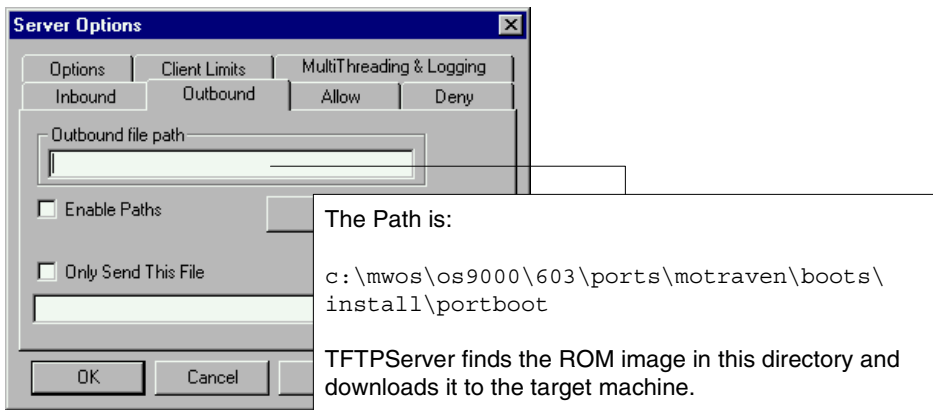 Server Options
Options Client Limits MultiThreading & Logging
Inbound Outbound Allow Deny
Outbound file path
Enable Paths
Only Send This File
OK Cancel
The Path is:
c:\mwos\os9000\603\ports\motraven\boots\
install\portboot
TFTPServer finds the ROM image in this directory and
downloads it to the target machine.